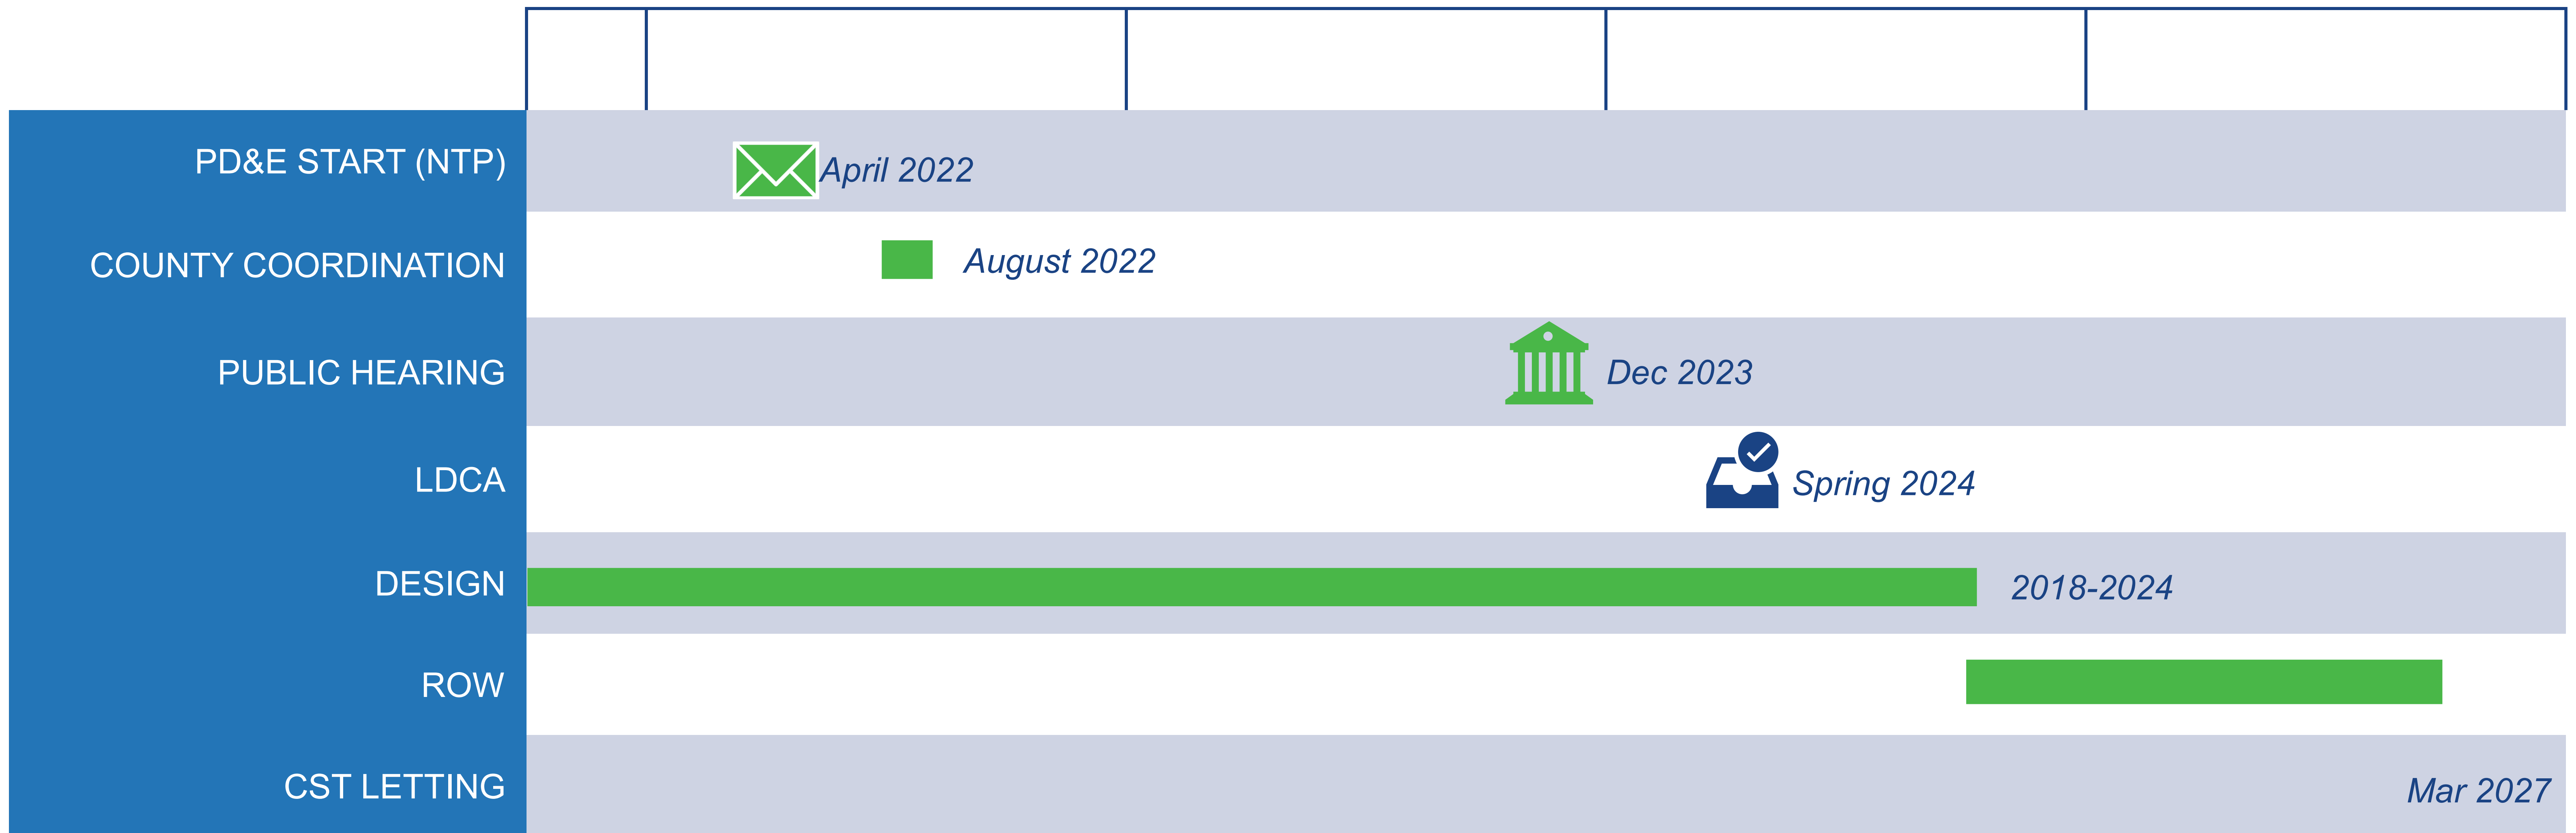 PD&E START (NTP)
April 2022
COUNTY COORDINATION
August 2022
PUBLIC HEARING
Dec 2023
LDCA
Spring 2024
DESIGN
2018-2024
ROW
CST LETTING
Mar 2027